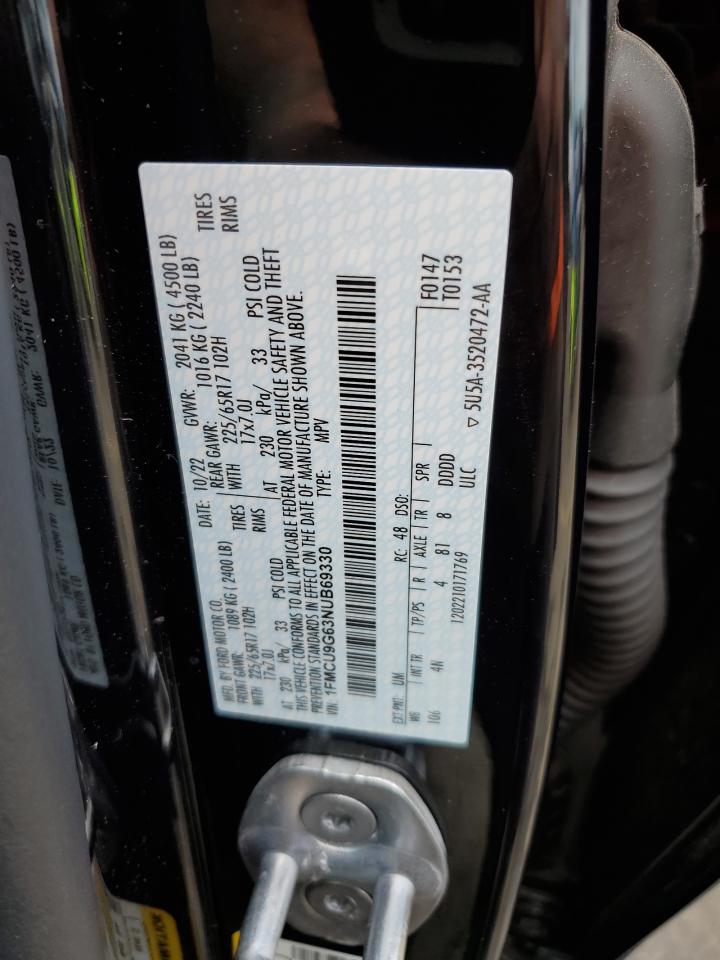 MFD. BY FORD MOTOR CO.
DATE: 10/22 GVWR: 2041 KG ( 4500 LB)
FRONT GAWR: 1089 KG ( 2400 LB) REAR GAWR: 1016 KG ( 2240 LB)
WITH 225/65R17 102H TIRES WITH 225/65R17 102H TIRES
17x7.0J RIMS 17x7.0J RIMS
AT 230 kPa/ 33 PSI COLD AT 230 kPa/ 33 PSI COLD
THIS VEHICLE CONFORMS TO ALL APPLICABLE FEDERAL MOTOR VEHICLE SAFETY AND THEFT
PREVENTION STANDARDS IN EFFECT ON THE DATE OF MANUFACTURE SHOWN ABOVE.
VIN: 1FMCU9G63NUB69330 TYPE: MPV
EXT PNT: UM RC: 48 DSO:
WB INT TR TP/PS R AXLE TR SPR F0147
106 4N 4 81 8 DDDD T0153
1202210171769 ULC
▽ 5U5A-3520472-AA